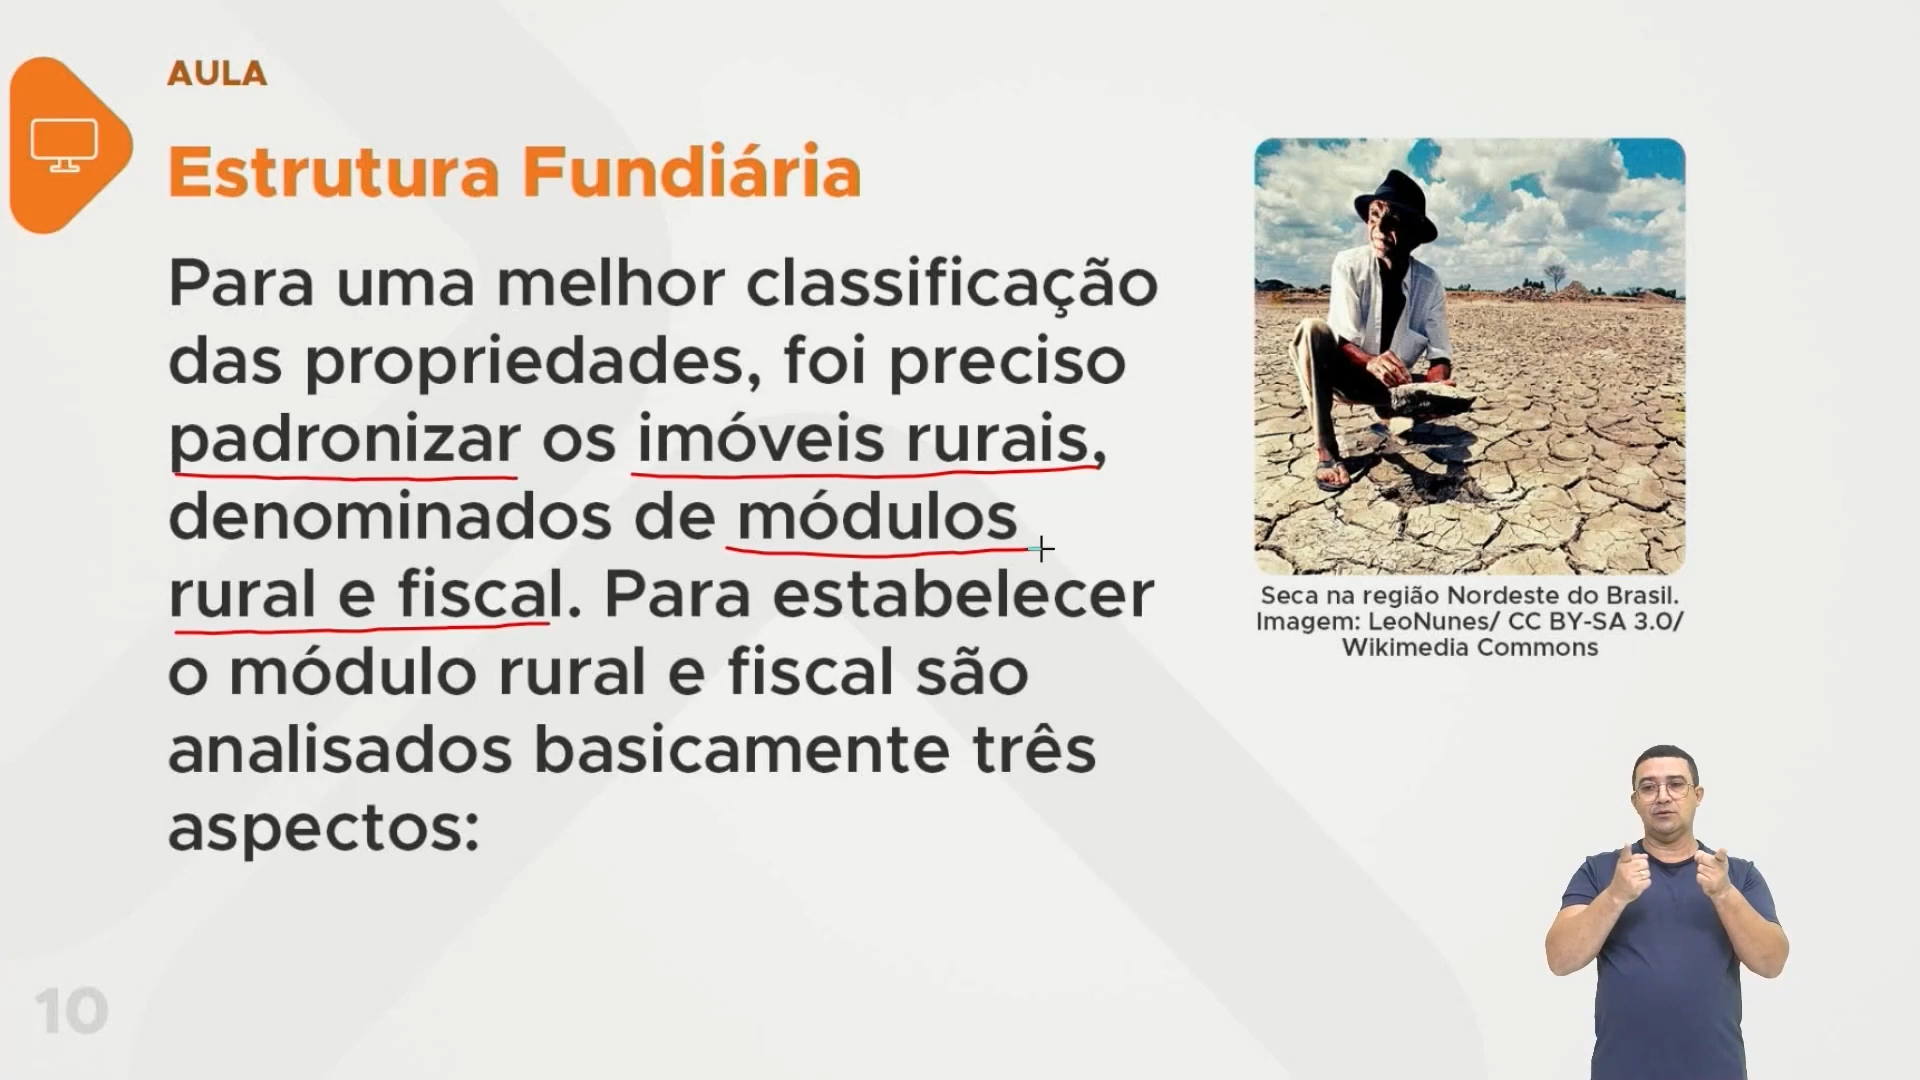 AULA
Estrutura Fundiária
Para uma melhor classificação
das propriedades, foi preciso
padronizar os imóveis rurais,
denominados de módulos
rural e fiscal. Para estabelecer
o módulo rural e fiscal são
analisados basicamente três
aspectos:
Seca na região Nordeste do Brasil.
Imagem: LeoNunes/ CC BY-SA 3.0/
Wikimedia Commons
10